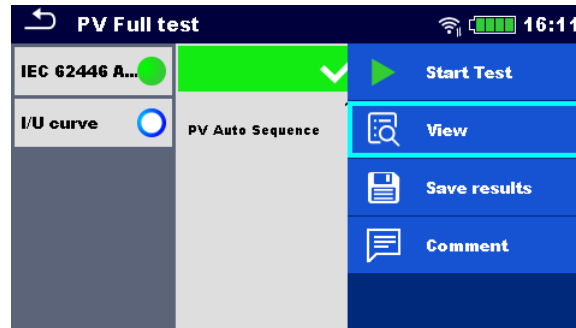 PV Full test
16:11
IEC 62446 A...
I/U curve
PV Auto Sequence
Start Test
View
Save results
Comment